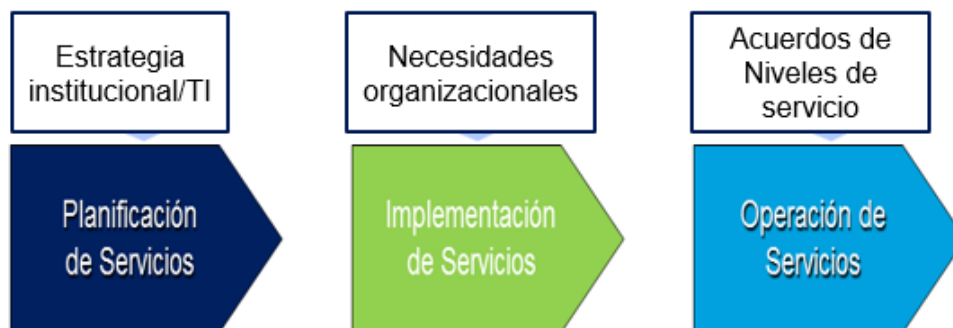 Estrategia
institucional/TI
Necesidades
organizacionales
Acuerdos de
Niveles de
servicio
Planificación
de Servicios
Implementación
de Servicios
Operación de
Servicios